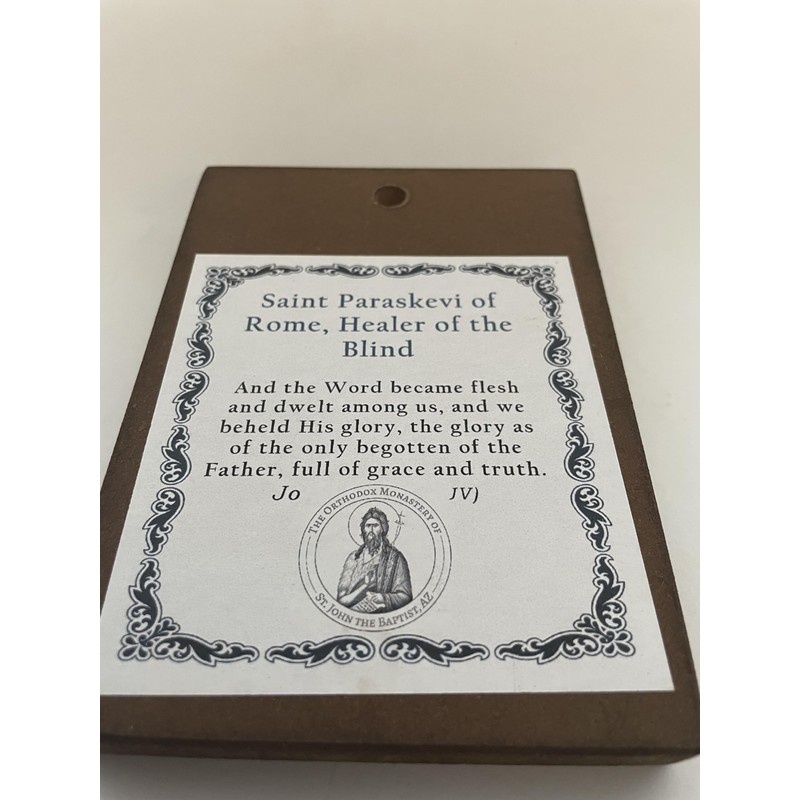 Saint Paraskevi of
Rome, Healer of the
Blind
And the Word became flesh
and dwelt among us, and we
beheld His glory, the glory as
of the only begotten of the
Father, full of grace and truth.
Jo JV)
THE ORTHODOX MONASTERY OF
ST. JOHN THE BAPTIST, AZ